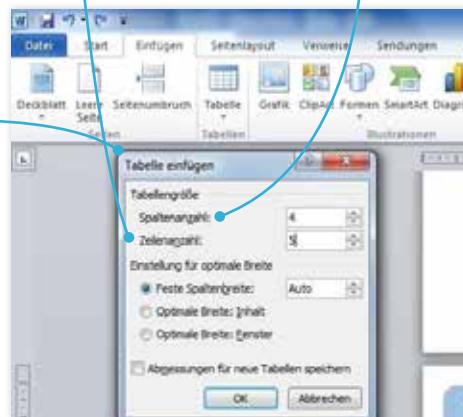 Datei Start Einfügen Seitenlayout Verweise Sendungen
Deckblatt Leere Seite Seitenumbruch Tabelle Grafik ClipArt Formen SmartArt Diagr
Seiten Tabellen Illustrationen
Tabelle einfügen
Tabellengröße
Spaltenanzahl: 4
Zeilenanzahl: 5
Einstellung für optimale Breite
Feste Spaltenbreite: Auto
Optimale Breite: Inhalt
Optimale Breite: Fenster
Abmessungen für neue Tabellen speichern
OK Abbrechen